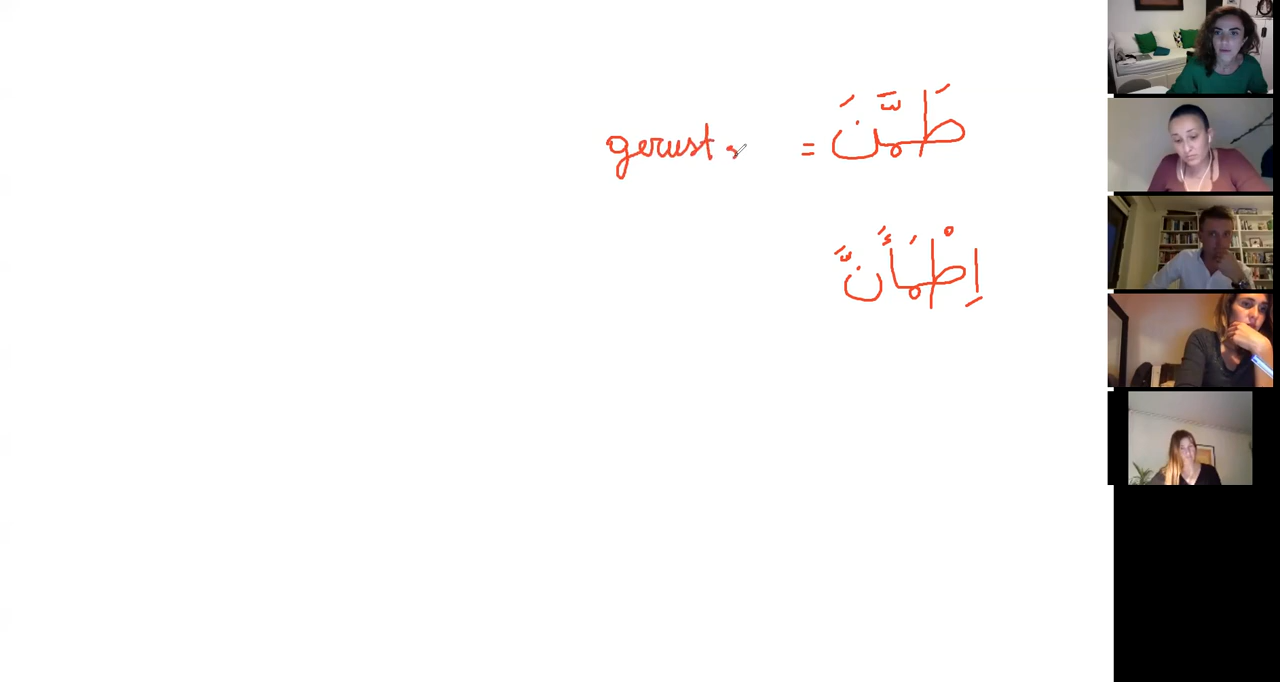 gerust s = طَمَّنَ
اِطْمَأَنَّ